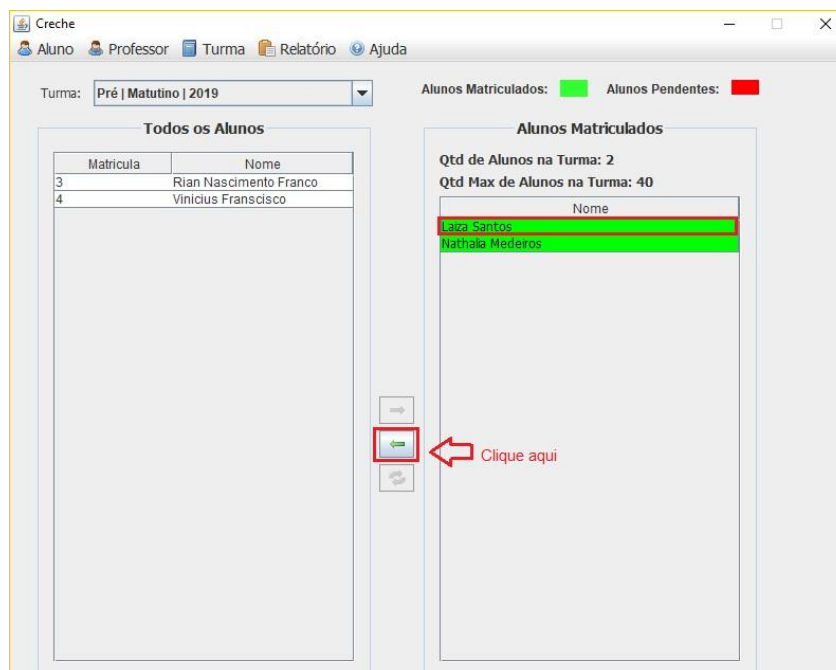 Creche
Aluno Professor Turma Relatório Ajuda
Turma: Pré | Matutino | 2019
Alunos Matriculados: Alunos Pendentes:
Todos os Alunos
Matricula Nome
3 Rian Nascimento Franco
4 Vinicius Franscisco
Alunos Matriculados
Qtd de Alunos na Turma: 2
Qtd Max de Alunos na Turma: 40
Nome
Laiza Santos
Nathalia Medeiros
Clique aqui